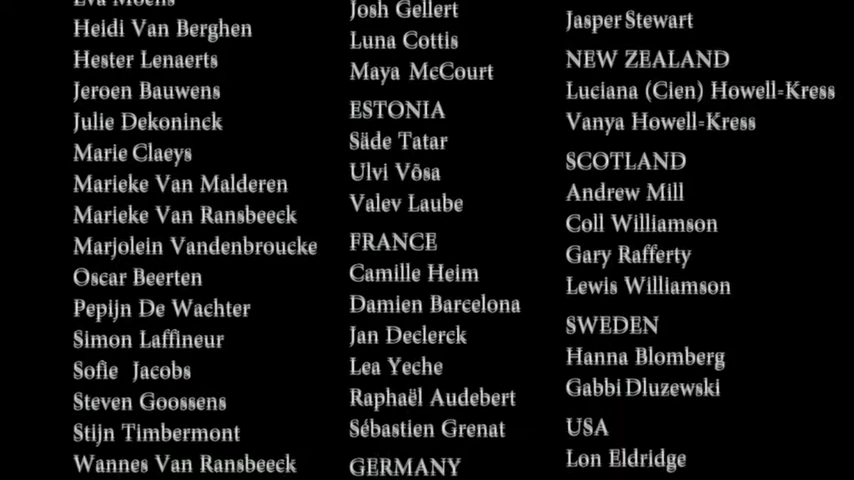 Eva Moens
Heidi Van Berghen
Hester Lenaerts
Jeroen Bauwens
Julie Dekoninck
Marie Claeys
Marieke Van Malderen
Marieke Van Ransbeeck
Marjolein Vandenbroucke
Oscar Beerten
Pepijn De Wachter
Simon Laffineur
Sofie Jacobs
Steven Goossens
Stijn Timbermont
Wannes Van Ransbeeck
Josh Gellert
Luna Cottis
Maya McCourt
ESTONIA
Säde Tatar
Ulvi Võsa
Valev Laube
FRANCE
Camille Heim
Damien Barcelona
Jan Declerck
Lea Yeche
Raphaël Audebert
Sébastien Grenat
GERMANY
Jasper Stewart
NEW ZEALAND
Luciana (Cien) Howell-Kress
Vanya Howell-Kress
SCOTLAND
Andrew Mill
Coll Williamson
Gary Rafferty
Lewis Williamson
SWEDEN
Hanna Blomberg
Gabbi Dluzewski
USA
Lon Eldridge